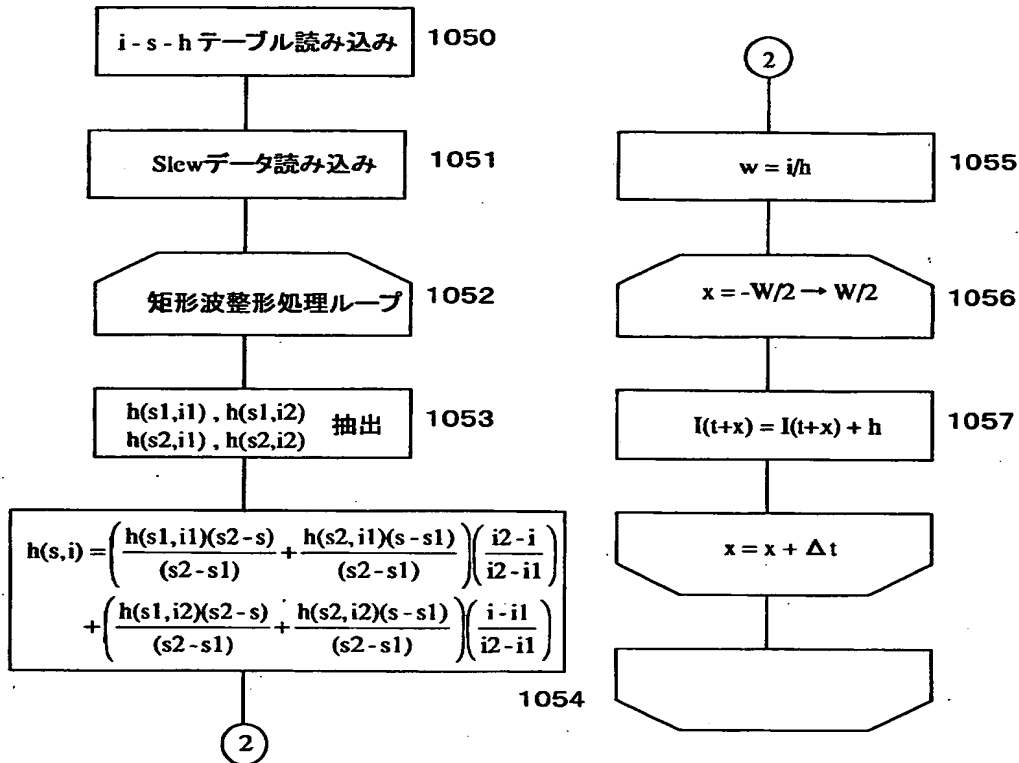 i - s - h テーブル読み込み 1050
Slewデータ読み込み 1051
矩形波整形処理ループ 1052
h(s1,i1) , h(s1,i2)
h(s2,i1) , h(s2,i2) 抽出 1053
h(s,i) = ( h(s1,i1)(s2-s) / (s2-s1) + h(s2,i1)(s-s1) / (s2-s1) ) ( i2-i / i2-i1 )
+ ( h(s1,i2)(s2-s) / (s2-s1) + h(s2,i2)(s-s1) / (s2-s1) ) ( i-i1 / i2-i1 )
1054
2
2
w = i/h 1055
x = -W/2 → W/2 1056
I(t+x) = I(t+x) + h 1057
x = x + Δt